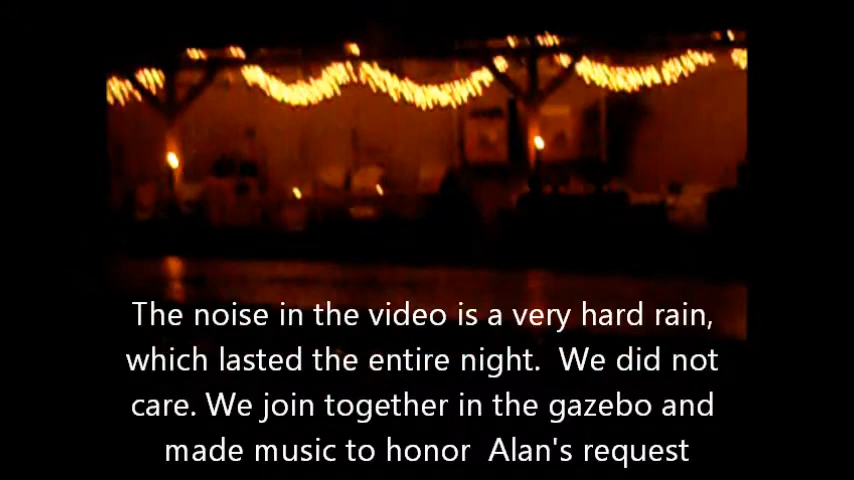 The noise in the video is a very hard rain,
which lasted the entire night.  We did not
care. We join together in the gazebo and
made music to honor  Alan's request